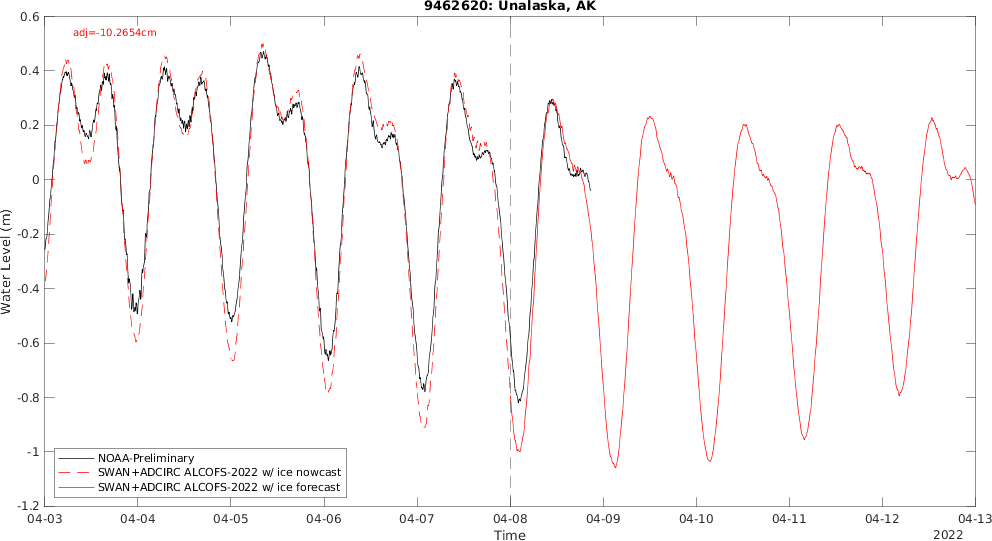 9462620: Unalaska, AK
adj=-10.2654cm
0.6
0.4
0.2
0
-0.2
-0.4
-0.6
-0.8
-1
-1.2
Water Level (m)
NOAA-Preliminary
SWAN+ADCIRC ALCOFS-2022 w/ ice nowcast
SWAN+ADCIRC ALCOFS-2022 w/ ice forecast
04-03 04-04 04-05 04-06 04-07 04-08 04-09 04-10 04-11 04-12 04-13
Time
2022